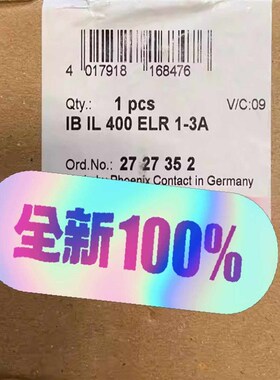 4 017918 168476
Qty.: 1 pcs V/C:09
IB IL 400 ELR 1-3A
Ord.No.: 27 27 35 2
Phoenix Contact in Germany
全新100%